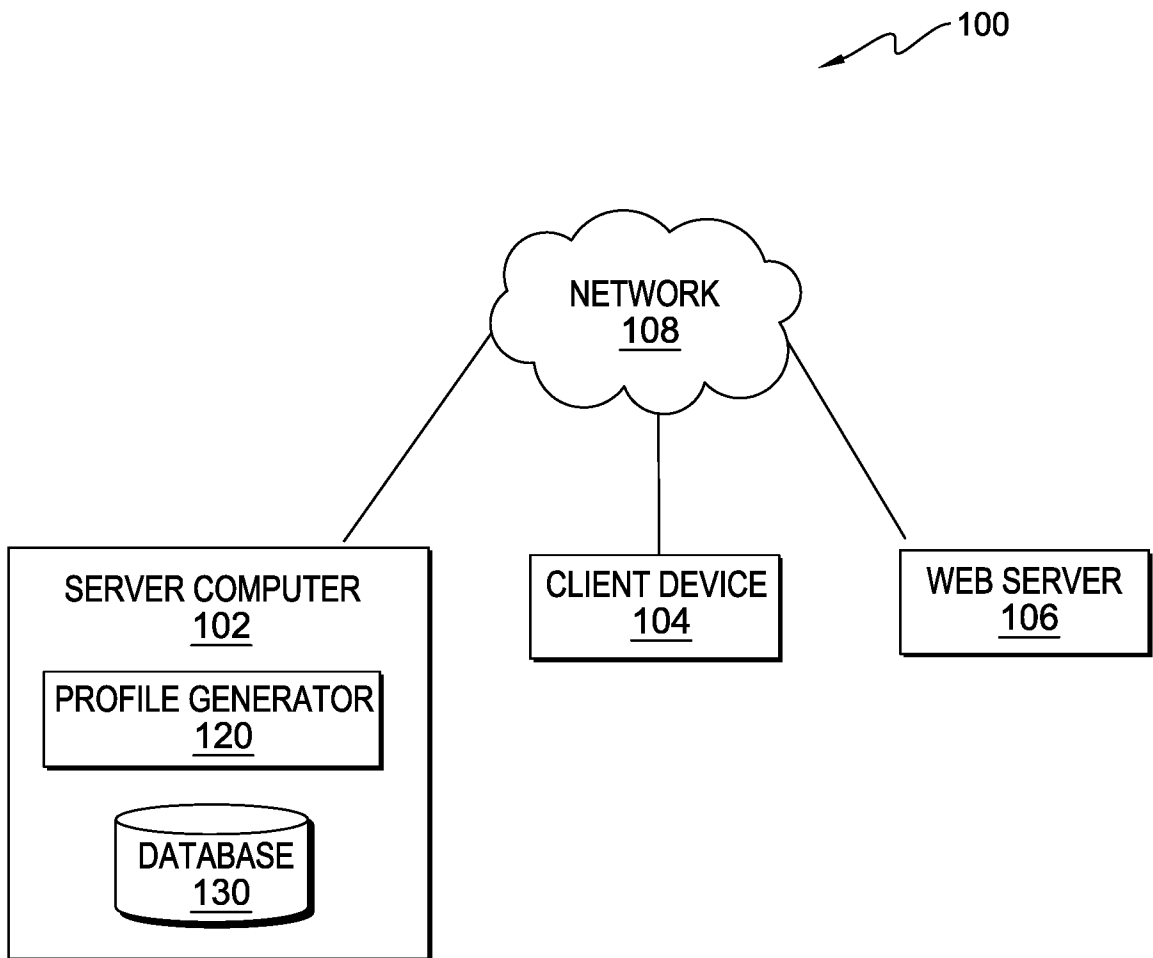 100
NETWORK
108
SERVER COMPUTER
102
PROFILE GENERATOR
120
DATABASE
130
CLIENT DEVICE
104
WEB SERVER
106